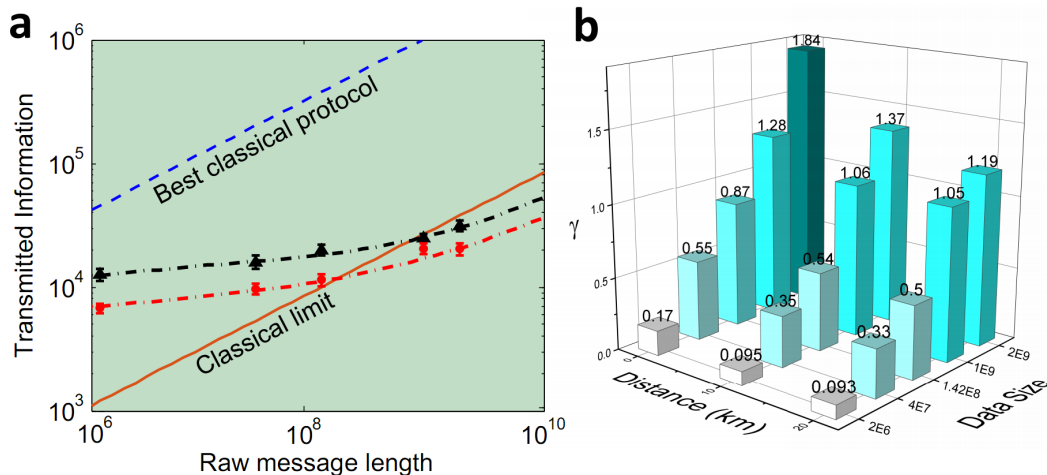 a
Transmitted Information
10^6
10^5
10^4
10^3
Best classical protocol
Classical limit
10^6
10^8
10^10
Raw message length
b
γ
1.5
1.0
0.5
0.0
1.84
1.28
1.37
0.87
1.06
1.19
1.05
0.55
0.54
0.5
0.35
0.33
0.17
0.095
0.093
0
10
20
Distance (km)
2E6
4E7
1.42E8
1E9
2E9
Data Size